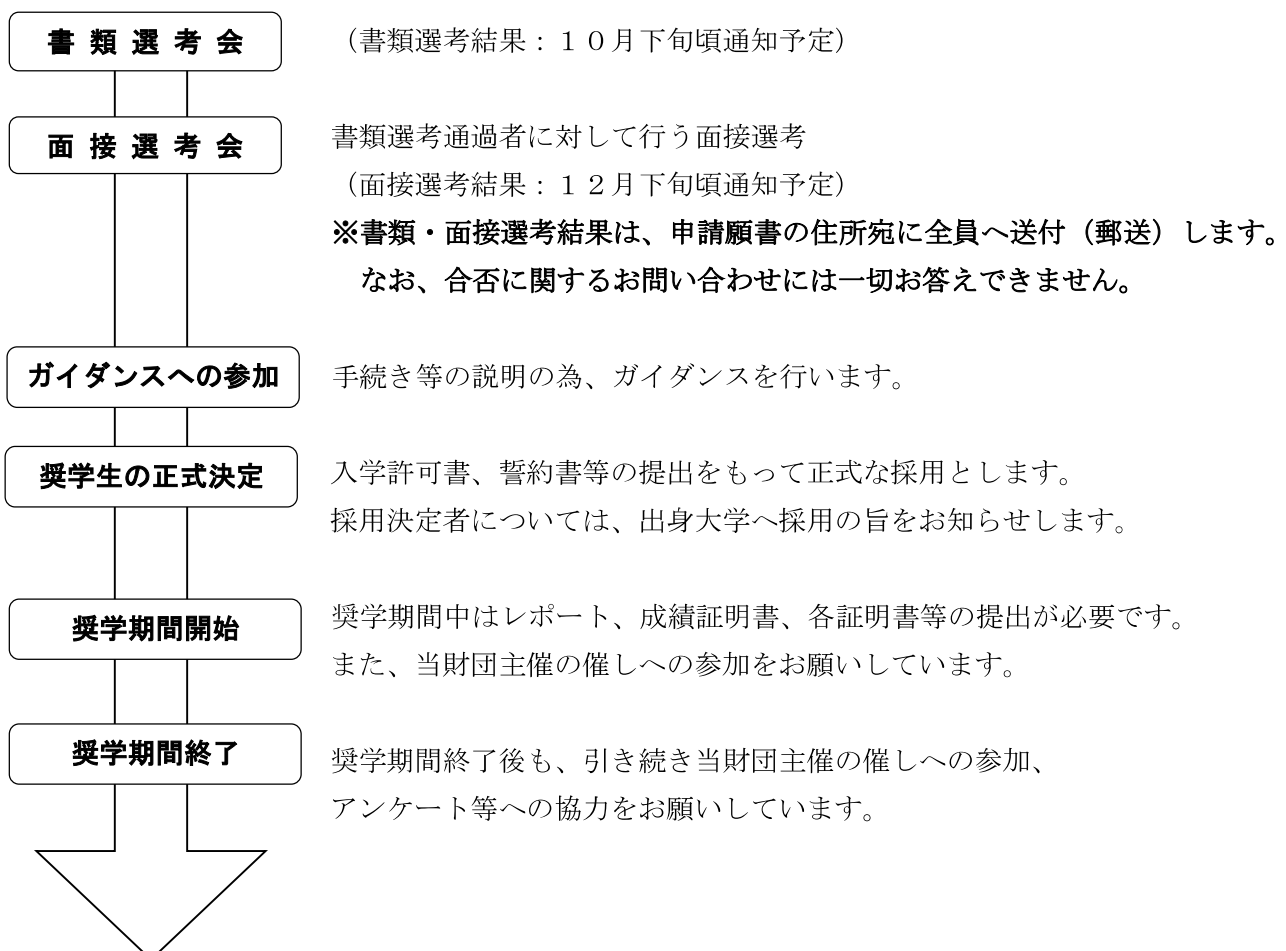 書類選考会
（書類選考結果：１０月下旬頃通知予定）
面接選考会
書類選考通過者に対して行う面接選考
（面接選考結果：１２月下旬頃通知予定）
※書類・面接選考結果は、申請願書の住所宛に全員へ送付（郵送）します。
なお、合否に関するお問い合わせには一切お答えできません。
ガイダンスへの参加
手続き等の説明の為、ガイダンスを行います。
奨学生の正式決定
入学許可書、誓約書等の提出をもって正式な採用とします。
採用決定者については、出身大学へ採用の旨をお知らせします。
奨学期間開始
奨学期間中はレポート、成績証明書、各証明書等の提出が必要です。
また、当財団主催の催しへの参加をお願いしています。
奨学期間終了
奨学期間終了後も、引き続き当財団主催の催しへの参加、
アンケート等への協力をお願いしています。